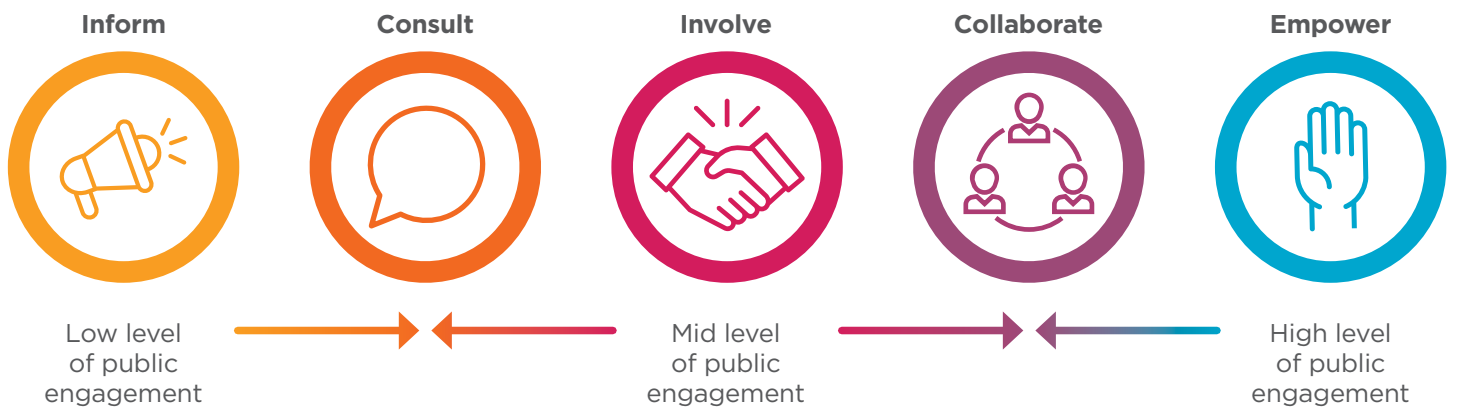 Inform
Consult
Involve
Collaborate
Empower
Low level
of public
engagement
Mid level
of public
engagement
High level
of public
engagement